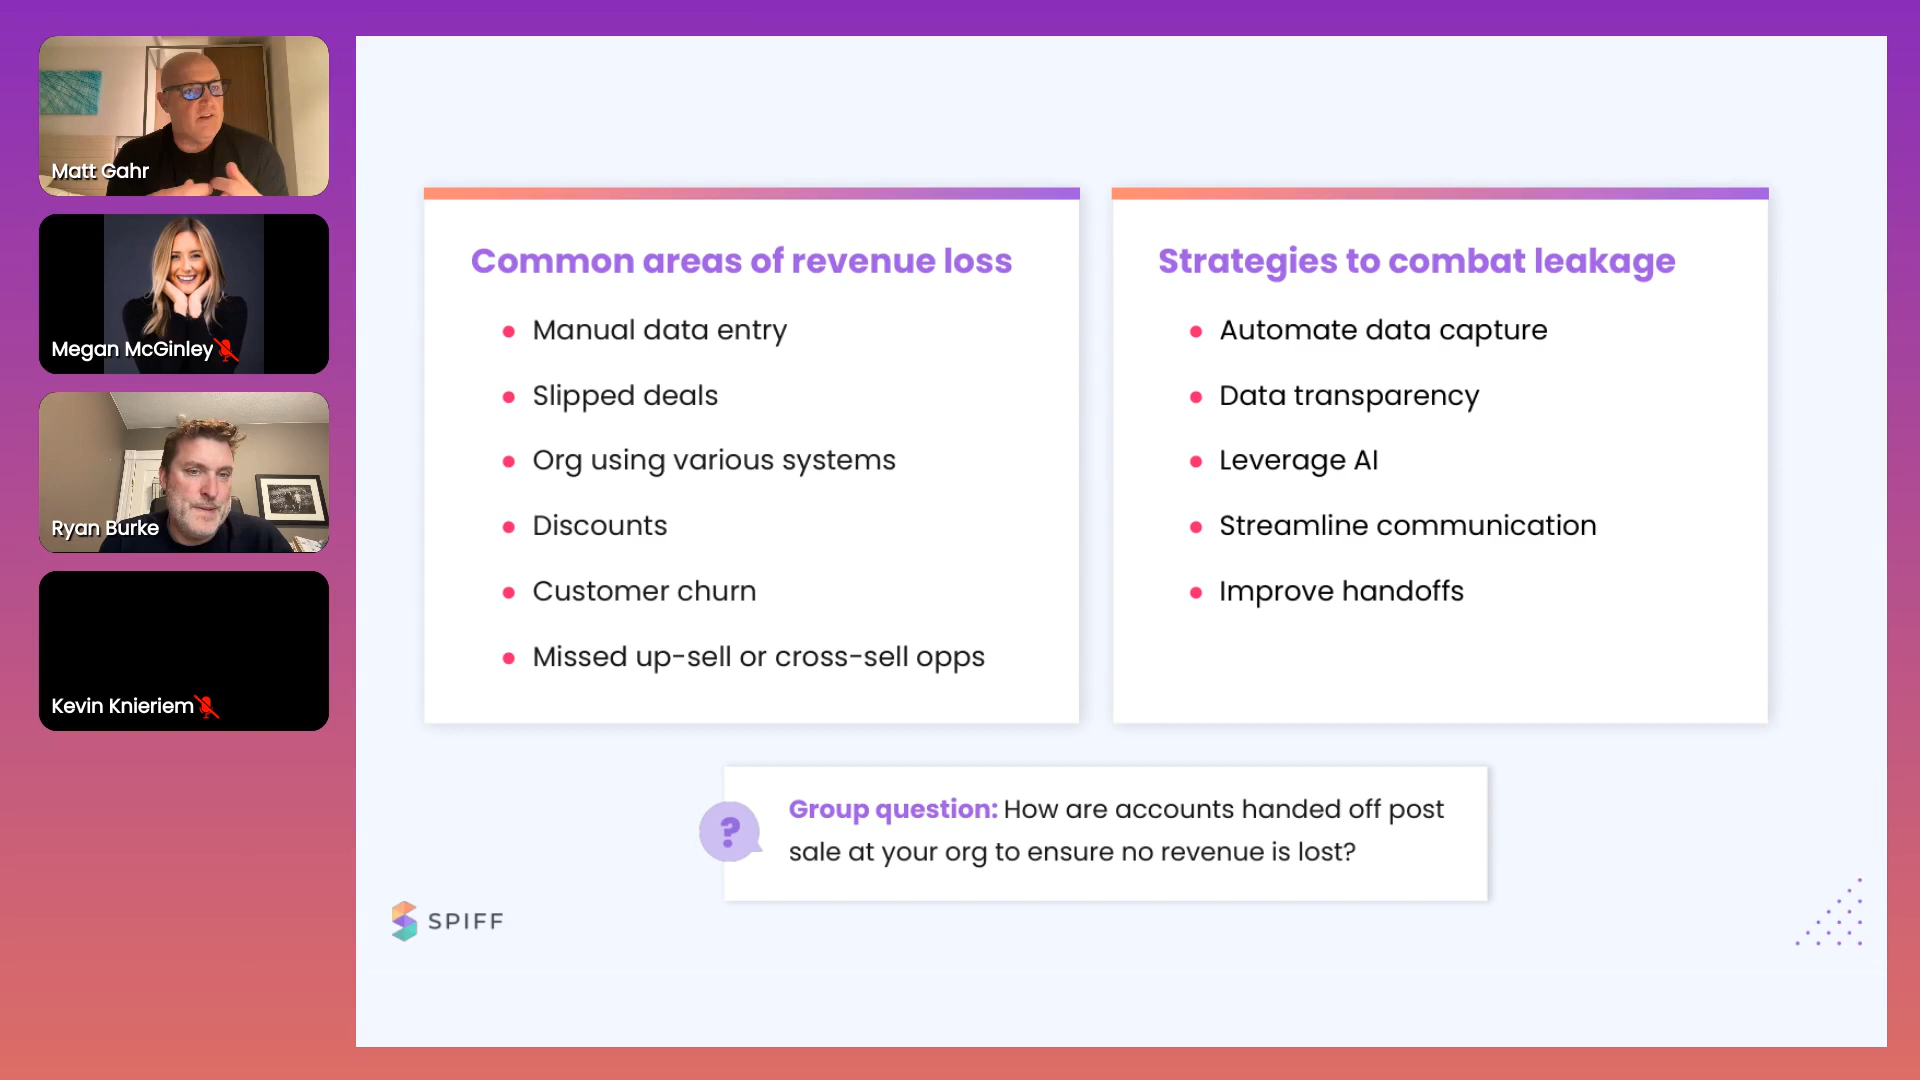 Matt Gahr
Megan McGinley
Ryan Burke
Kevin Knieriem
Common areas of revenue loss
Manual data entry
Slipped deals
Org using various systems
Discounts
Customer churn
Missed up-sell or cross-sell opps
Strategies to combat leakage
Automate data capture
Data transparency
Leverage AI
Streamline communication
Improve handoffs
?
Group question: How are accounts handed off post
sale at your org to ensure no revenue is lost?
SPIFF